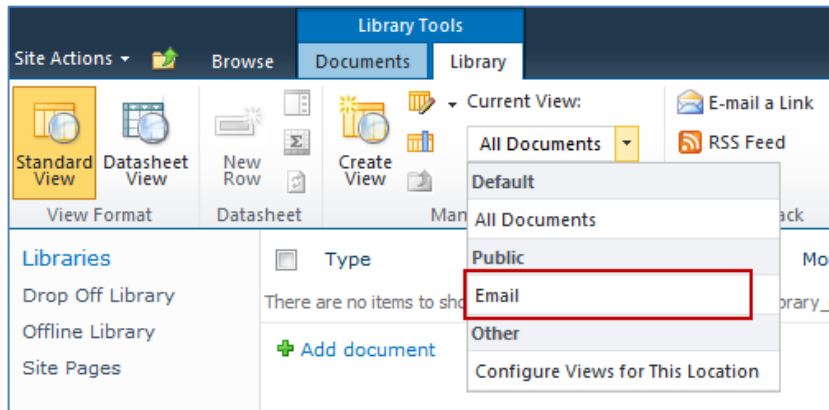 Library Tools
Site Actions Browse Documents Library
Standard View
Datasheet View
New Row
Create View
Current View:
All Documents
E-mail a Link
RSS Feed
View Format
Datasheet
Default
All Documents
Public
Email
Other
Configure Views for This Location
Libraries
Drop Off Library
Offline Library
Site Pages
Type
There are no items to
Add document